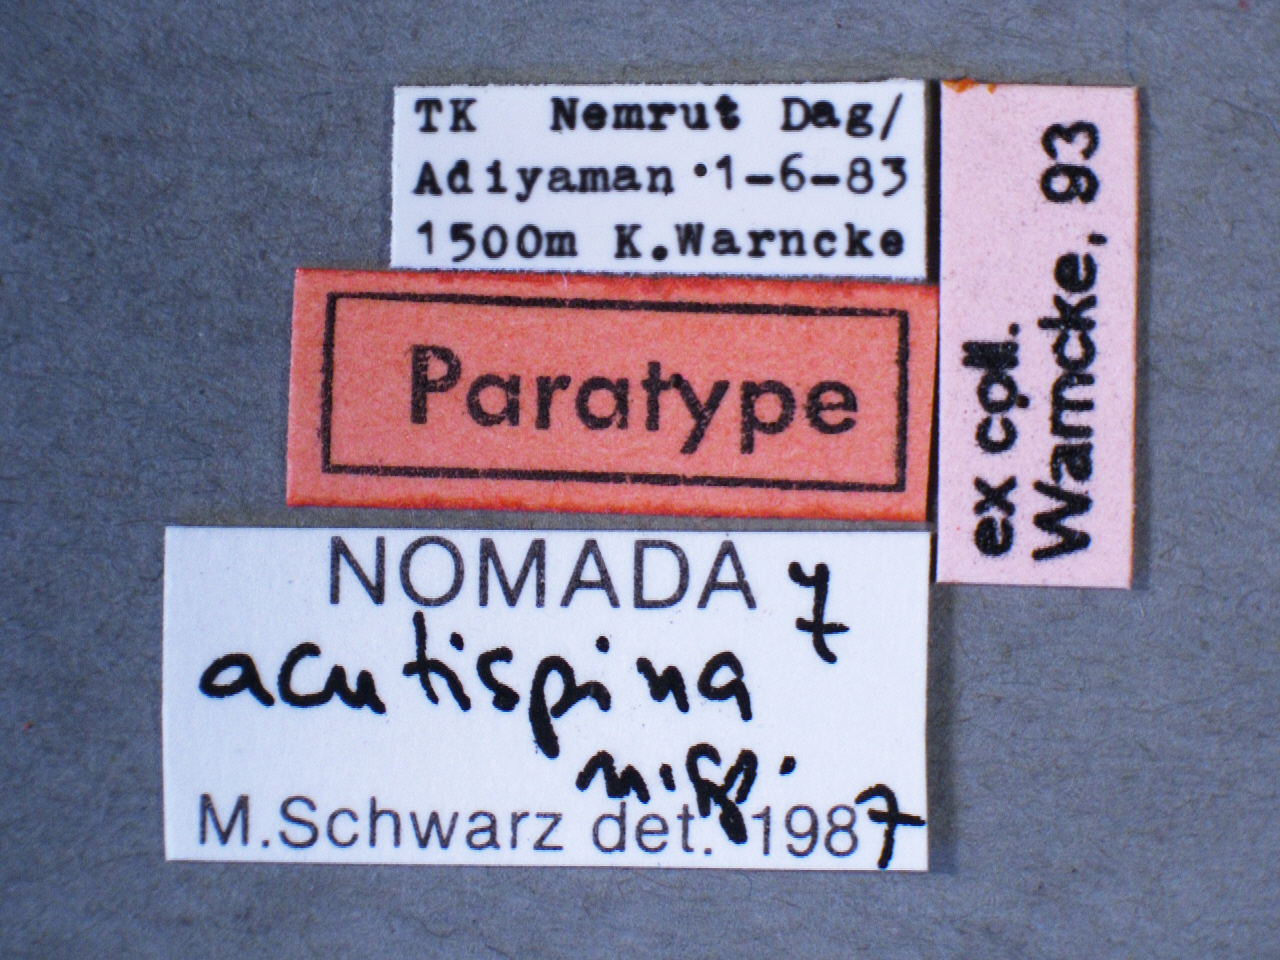 TK Nemrut Dag/
Adiyaman 1-6-83
1500m K.Warncke
Paratype
NOMADA ♀
acutispina
n.sp.
M.Schwarz det. 1987
ex coll.
Warncke, 93